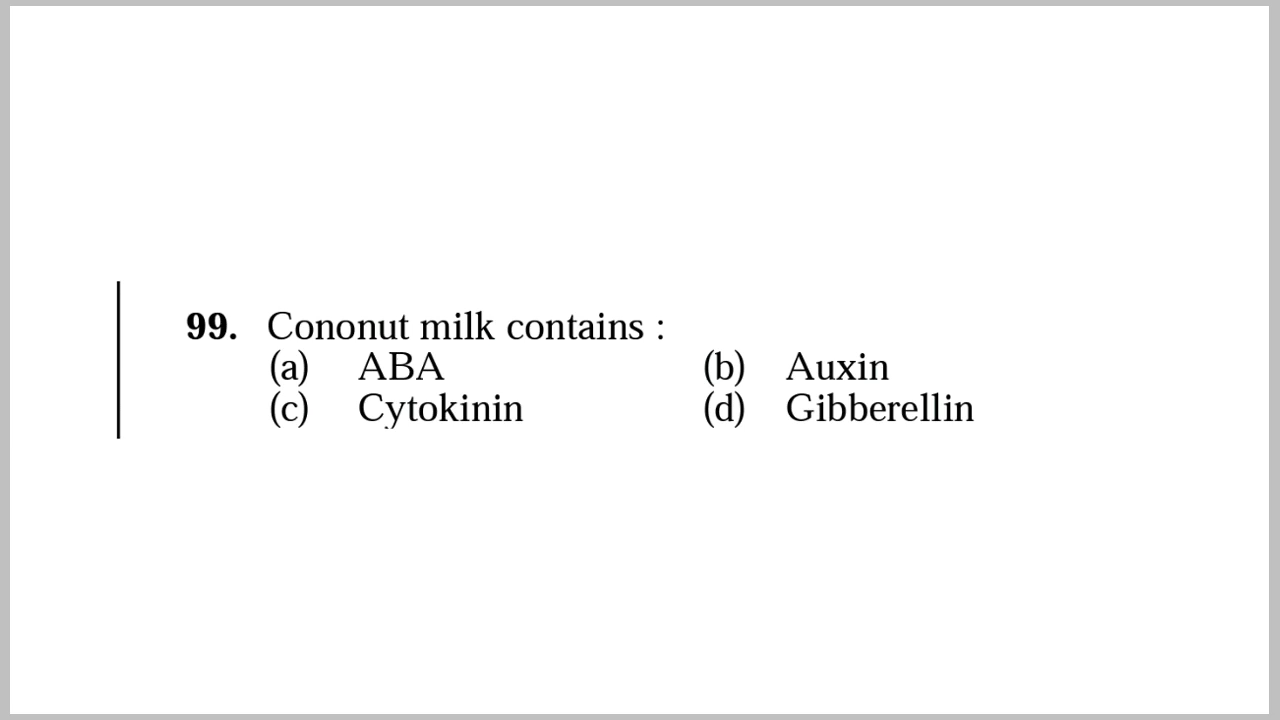 99. Cononut milk contains :
(a) ABA (b) Auxin
(c) Cytokinin (d) Gibberellin